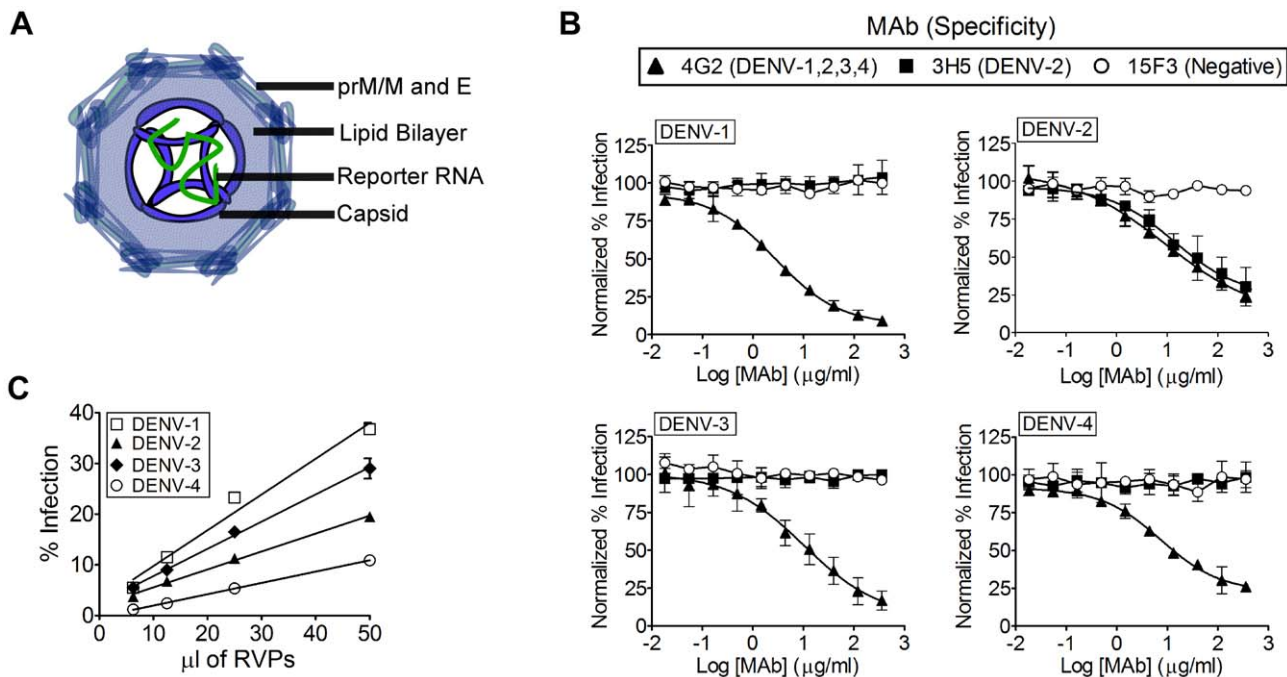 A
prM/M and E
Lipid Bilayer
Reporter RNA
Capsid
B
MAb (Specificity)
4G2 (DENV-1,2,3,4) 3H5 (DENV-2) 15F3 (Negative)
DENV-1
Normalized % Infection
125
100
75
50
25
0
-2 -1 0 1 2 3
Log [MAb] (μg/ml)
DENV-2
Normalized % Infection
125
100
75
50
25
0
-2 -1 0 1 2 3
Log [MAb] (μg/ml)
DENV-3
Normalized % Infection
125
100
75
50
25
0
-2 -1 0 1 2 3
Log [MAb] (μg/ml)
DENV-4
Normalized % Infection
125
100
75
50
25
0
-2 -1 0 1 2 3
Log [MAb] (μg/ml)
C
DENV-1
DENV-2
DENV-3
DENV-4
% Infection
40
30
20
10
0
0 10 20 30 40 50
μl of RVPs